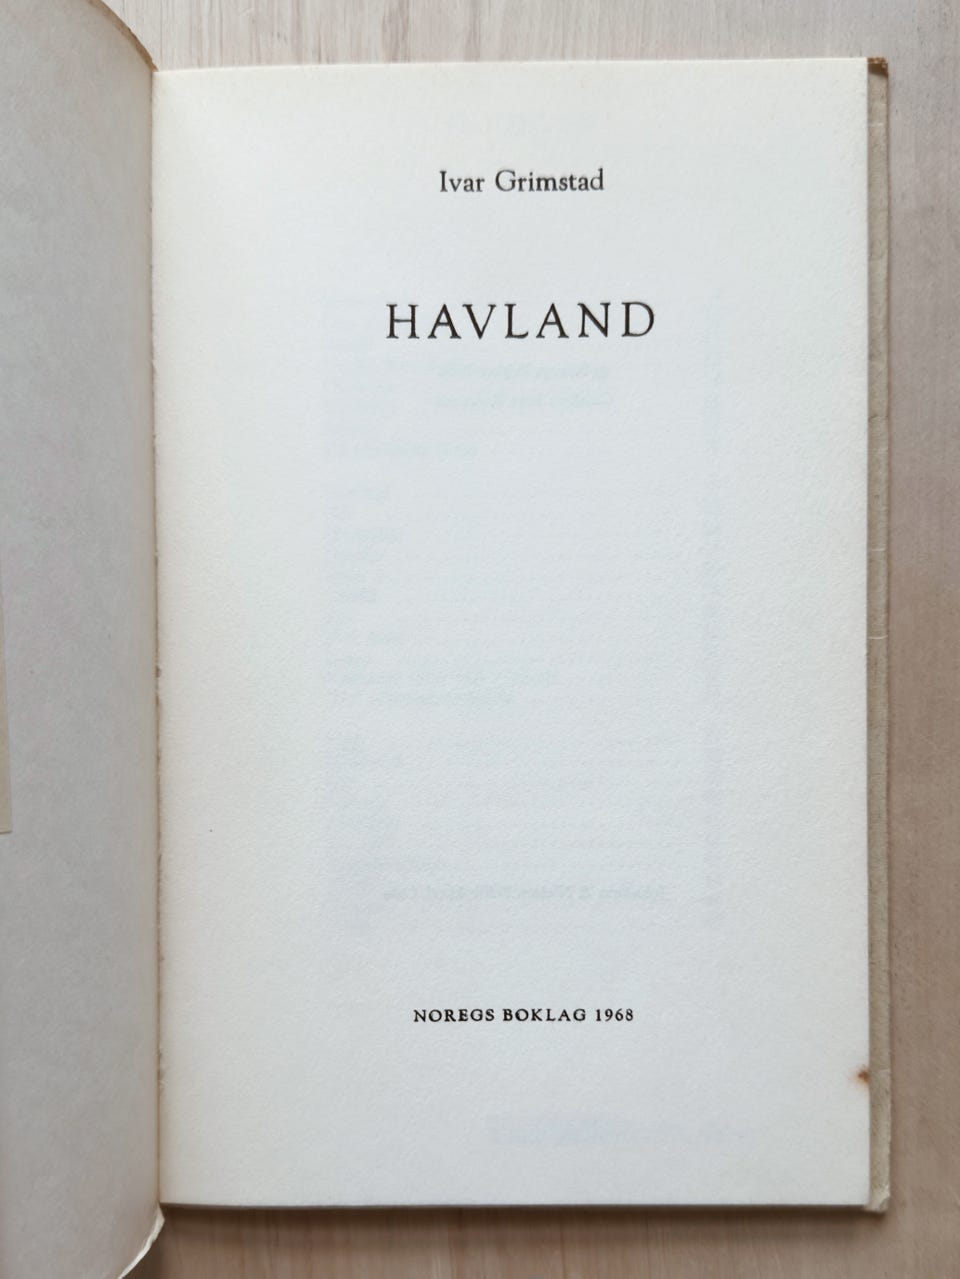 Ivar Grimstad
HAVLAND
NOREGS BOKLAG 1968